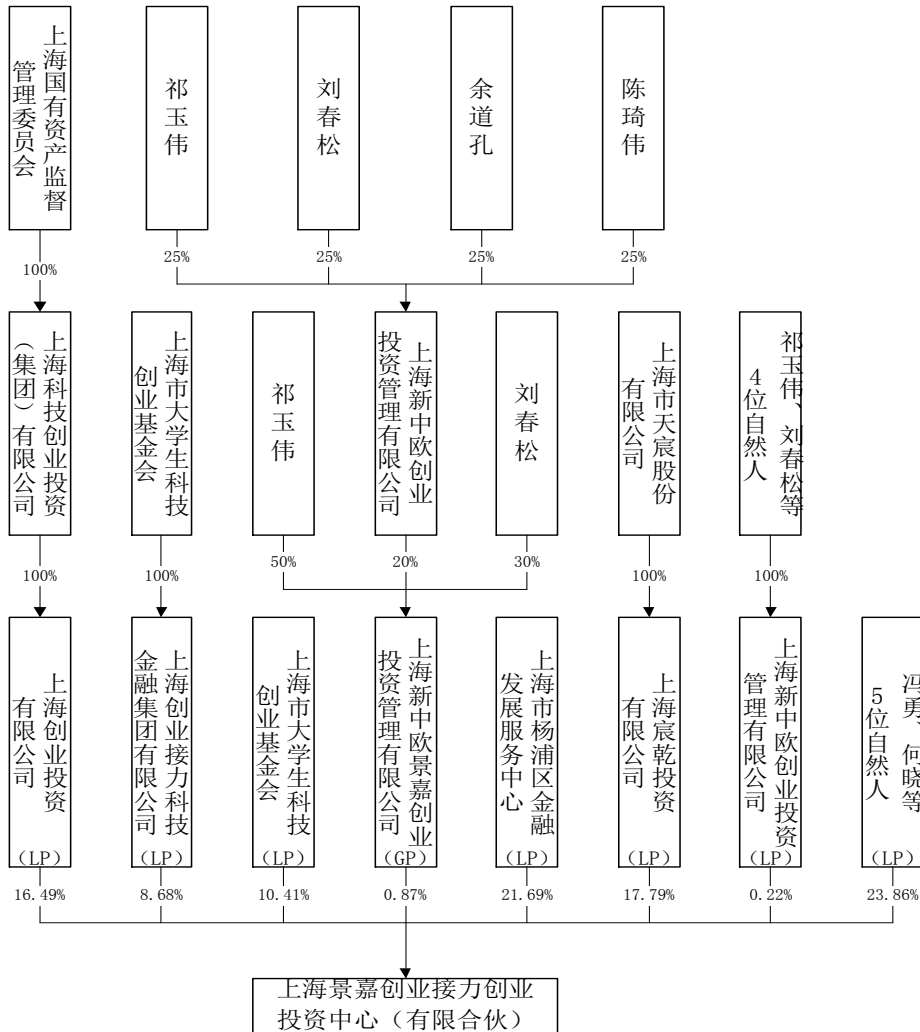 上海国有资产监督
管理委员会
祁玉伟
刘春松
余道孔
陈琦伟
100%
25%
25%
25%
25%
上海科技创业投资
（集团）有限公司
上海市大学生科技
创业基金会
祁玉伟
上海新中欧创业
投资管理有限公司
刘春松
上海市天宸股份
有限公司
祁玉伟、刘春松等
4位自然人
100%
100%
50%
20%
30%
100%
100%
上海创业投资
有限公司
（LP）
上海创业接力科技
金融集团有限公司
（LP）
上海市大学生科技
创业基金会
（LP）
上海新中欧景嘉创业
投资管理有限公司
（GP）
上海市杨浦区金融
发展服务中心
（LP）
上海宸乾投资
有限公司
（LP）
上海新中欧创业投资
管理有限公司
（LP）
冯勇、何晓等
5位自然人
（LP）
16.49%
8.68%
10.41%
0.87%
21.69%
17.79%
0.22%
23.86%
上海景嘉创业接力创业
投资中心（有限合伙）